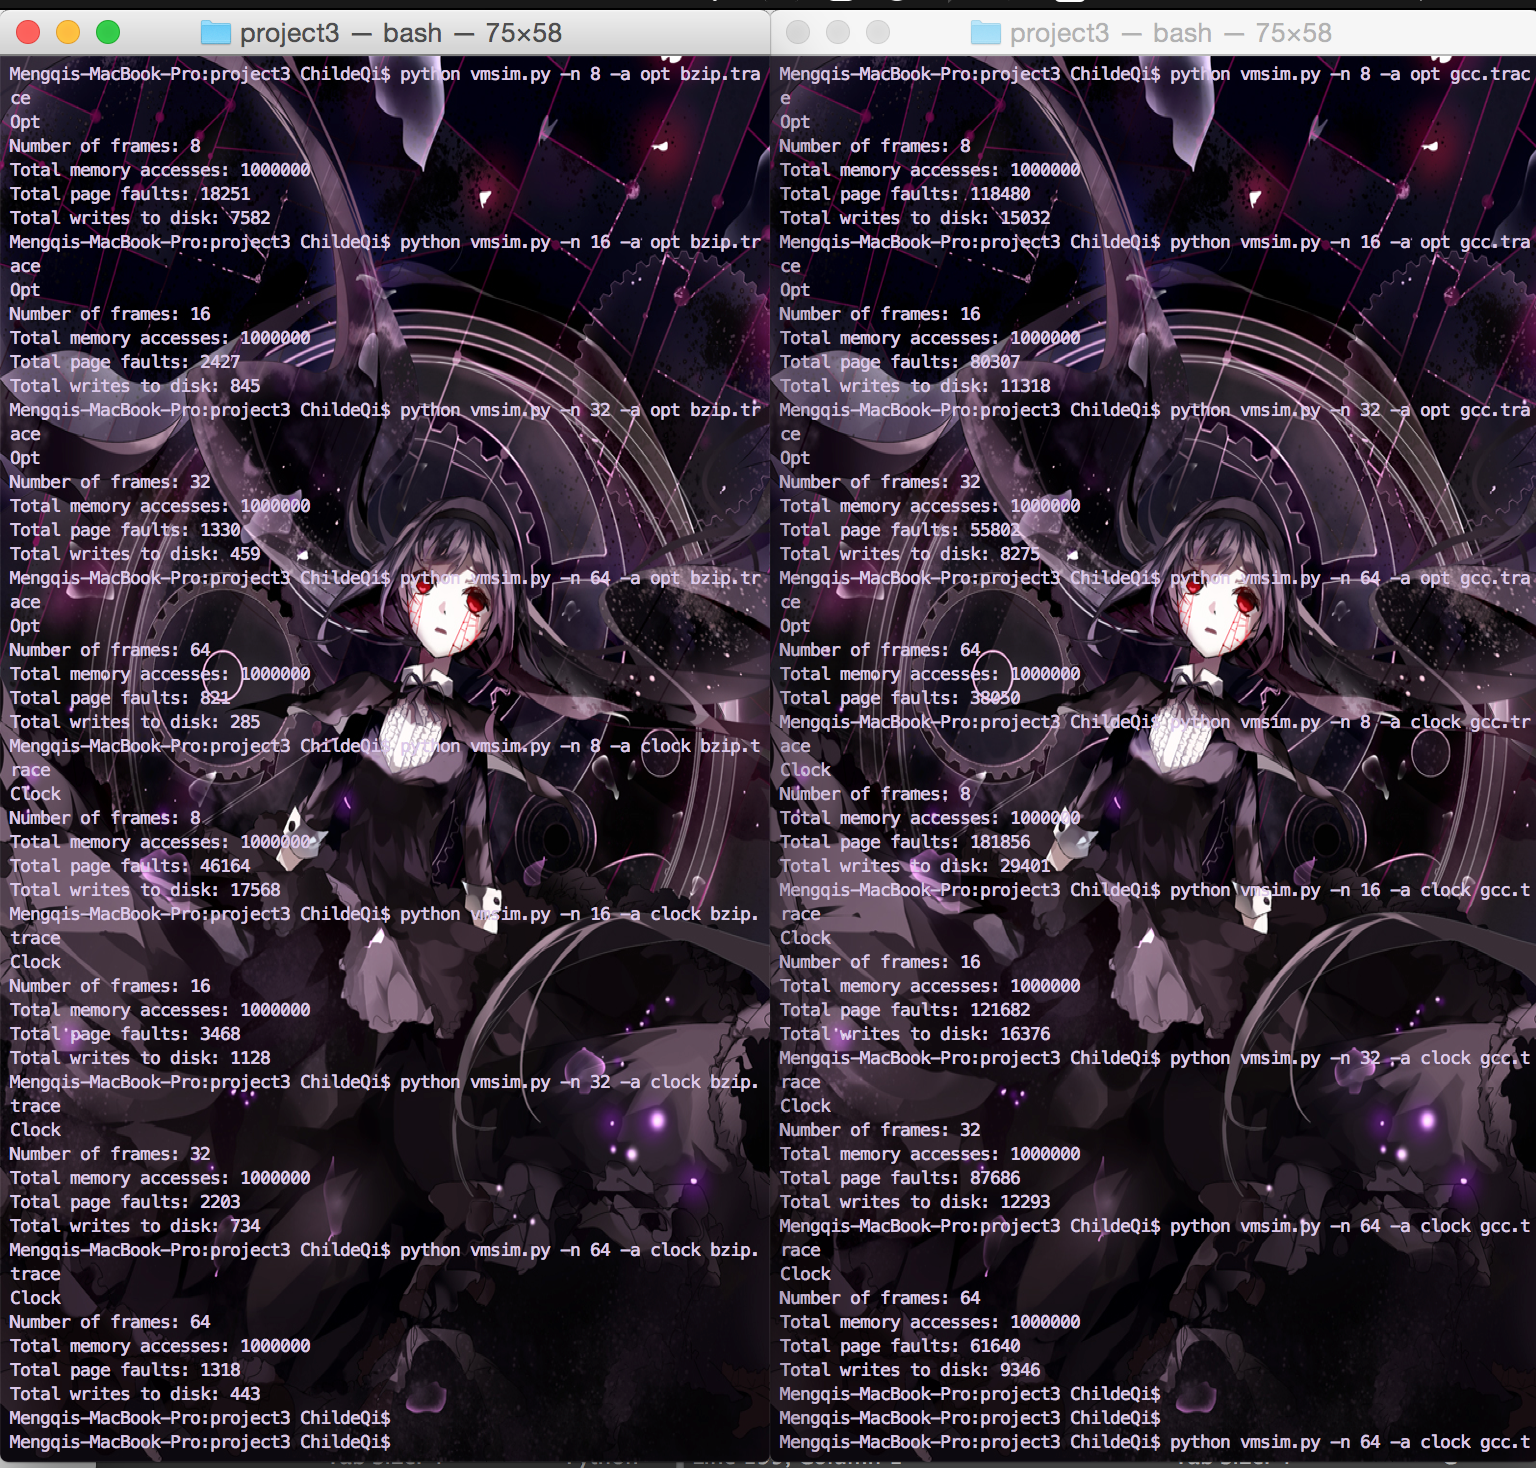 project3 — bash — 75×58
Mengqis-MacBook-Pro:project3 ChildeQi$ python vmsim.py -n 8 -a opt bzip.tra
ce
Opt
Number of frames: 8
Total memory accesses: 1000000
Total page faults: 18251
Total writes to disk: 7582
Mengqis-MacBook-Pro:project3 ChildeQi$ python vmsim.py -n 16 -a opt bzip.tr
ace
Opt
Number of frames: 16
Total memory accesses: 1000000
Total page faults: 2427
Total writes to disk: 845
Mengqis-MacBook-Pro:project3 ChildeQi$ python vmsim.py -n 32 -a opt bzip.tr
ace
Opt
Number of frames: 32
Total memory accesses: 1000000
Total page faults: 1330
Total writes to disk: 459
Mengqis-MacBook-Pro:project3 ChildeQi$ python vmsim.py -n 64 -a opt bzip.tr
ace
Opt
Number of frames: 64
Total memory accesses: 1000000
Total page faults: 821
Total writes to disk: 285
Mengqis-MacBook-Pro:project3 ChildeQi$ python vmsim.py -n 8 -a clock bzip.t
race
Clock
Number of frames: 8
Total memory accesses: 1000000
Total page faults: 46164
Total writes to disk: 17568
Mengqis-MacBook-Pro:project3 ChildeQi$ python vmsim.py -n 16 -a clock bzip.
trace
Clock
Number of frames: 16
Total memory accesses: 1000000
Total page faults: 3468
Total writes to disk: 1128
Mengqis-MacBook-Pro:project3 ChildeQi$ python vmsim.py -n 32 -a clock bzip.
trace
Clock
Number of frames: 32
Total memory accesses: 1000000
Total page faults: 2203
Total writes to disk: 734
Mengqis-MacBook-Pro:project3 ChildeQi$ python vmsim.py -n 64 -a clock bzip.
trace
Clock
Number of frames: 64
Total memory accesses: 1000000
Total page faults: 1318
Total writes to disk: 443
Mengqis-MacBook-Pro:project3 ChildeQi$
Mengqis-MacBook-Pro:project3 ChildeQi$
project3 — bash — 75×58
Mengqis-MacBook-Pro:project3 ChildeQi$ python vmsim.py -n 8 -a opt gcc.trac
e
Opt
Number of frames: 8
Total memory accesses: 1000000
Total page faults: 118480
Total writes to disk: 15032
Mengqis-MacBook-Pro:project3 ChildeQi$ python vmsim.py -n 16 -a opt gcc.tra
ce
Opt
Number of frames: 16
Total memory accesses: 1000000
Total page faults: 80307
Total writes to disk: 11318
Mengqis-MacBook-Pro:project3 ChildeQi$ python vmsim.py -n 32 -a opt gcc.tra
ce
Opt
Number of frames: 32
Total memory accesses: 1000000
Total page faults: 55802
Total writes to disk: 8275
Mengqis-MacBook-Pro:project3 ChildeQi$ python vmsim.py -n 64 -a opt gcc.tra
ce
Opt
Number of frames: 64
Total memory accesses: 1000000
Total page faults: 38050
Mengqis-MacBook-Pro:project3 ChildeQi$ python vmsim.py -n 8 -a clock gcc.tr
ace
Clock
Number of frames: 8
Total memory accesses: 1000000
Total page faults: 181856
Total writes to disk: 29401
Mengqis-MacBook-Pro:project3 ChildeQi$ python vmsim.py -n 16 -a clock gcc.t
race
Clock
Number of frames: 16
Total memory accesses: 1000000
Total page faults: 121682
Total writes to disk: 16376
Mengqis-MacBook-Pro:project3 ChildeQi$ python vmsim.py -n 32 -a clock gcc.t
race
Clock
Number of frames: 32
Total memory accesses: 1000000
Total page faults: 87686
Total writes to disk: 12293
Mengqis-MacBook-Pro:project3 ChildeQi$ python vmsim.py -n 64 -a clock gcc.t
race
Clock
Number of frames: 64
Total memory accesses: 1000000
Total page faults: 61640
Total writes to disk: 9346
Mengqis-MacBook-Pro:project3 ChildeQi$
Mengqis-MacBook-Pro:project3 ChildeQi$
Mengqis-MacBook-Pro:project3 ChildeQi$ python vmsim.py -n 64 -a clock gcc.t